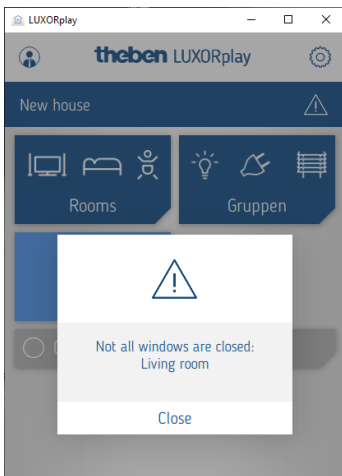 LUXORplay
theben LUXORplay
New house
Rooms
Gruppen
Not all windows are closed:
Living room
Close